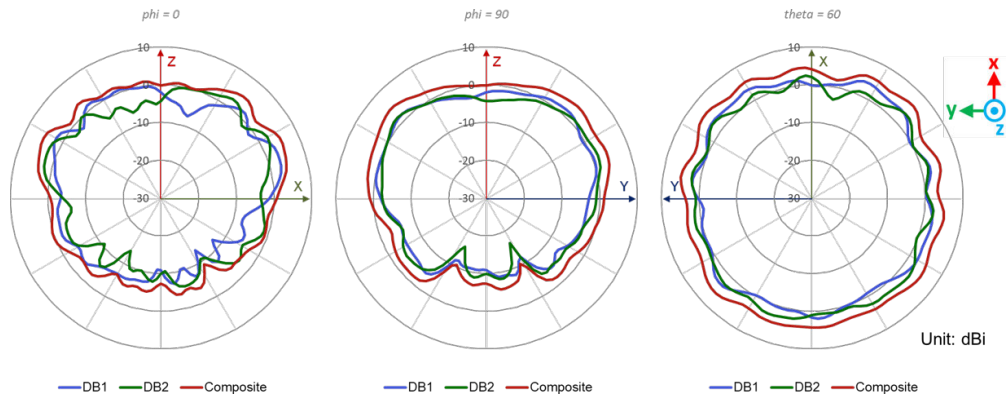 phi = 0
phi = 90
theta = 60
10
Z
0
-10
-20
-30
X
10
Z
0
-10
-20
-30
Y
10
X
0
-10
-20
-30
Y
x
y
z
Unit: dBi
DB1 DB2 Composite
DB1 DB2 Composite
DB1 DB2 Composite